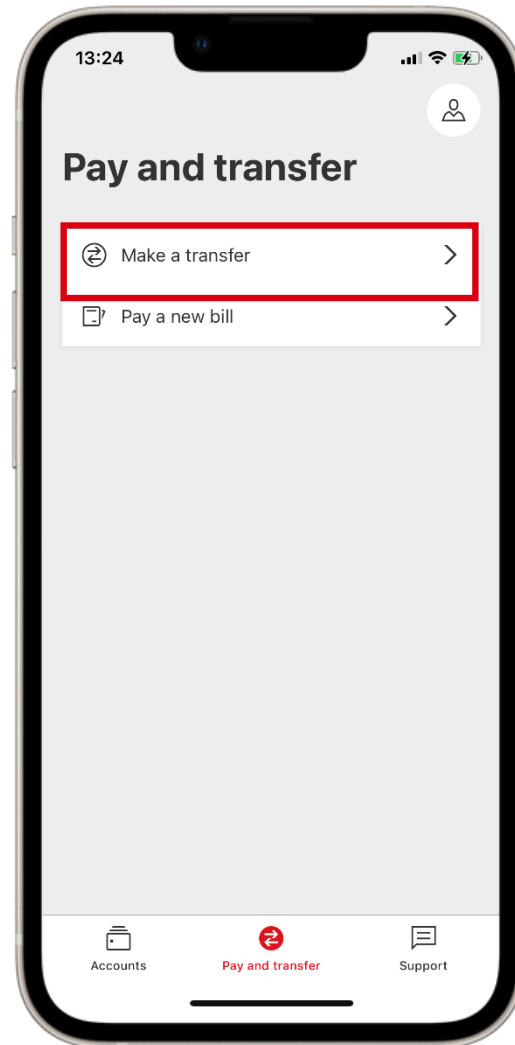 13:24
Pay and transfer
Make a transfer
Pay a new bill
Accounts Pay and transfer Support